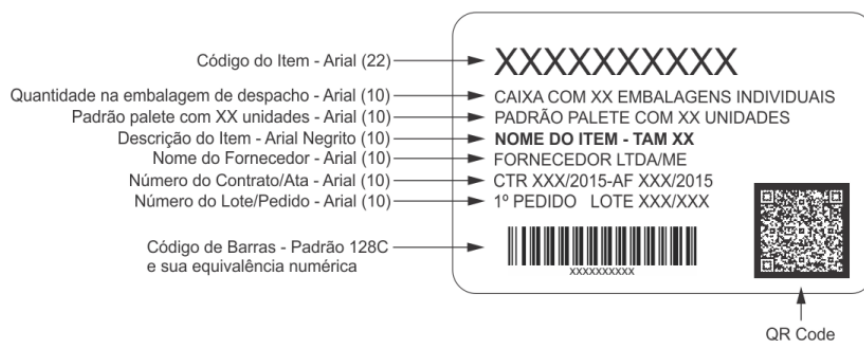 Código do Item - Arial (22)
XXXXXXXXXX
Quantidade na embalagem de despacho - Arial (10)
CAIXA COM XX EMBALAGENS INDIVIDUAIS
Padrão palete com XX unidades - Arial (10)
PADRÃO PALETE COM XX UNIDADES
Descrição do Item - Arial Negrito (10)
NOME DO ITEM - TAM XX
Nome do Fornecedor - Arial (10)
FORNECEDOR LTDA/ME
Número do Contrato/Ata - Arial (10)
CTR XXX/2015-AF XXX/2015
Número do Lote/Pedido - Arial (10)
1º PEDIDO LOTE XXX/XXX
Código de Barras - Padrão 128C
e sua equivalência numérica
XXXXXXXXXX
QR Code